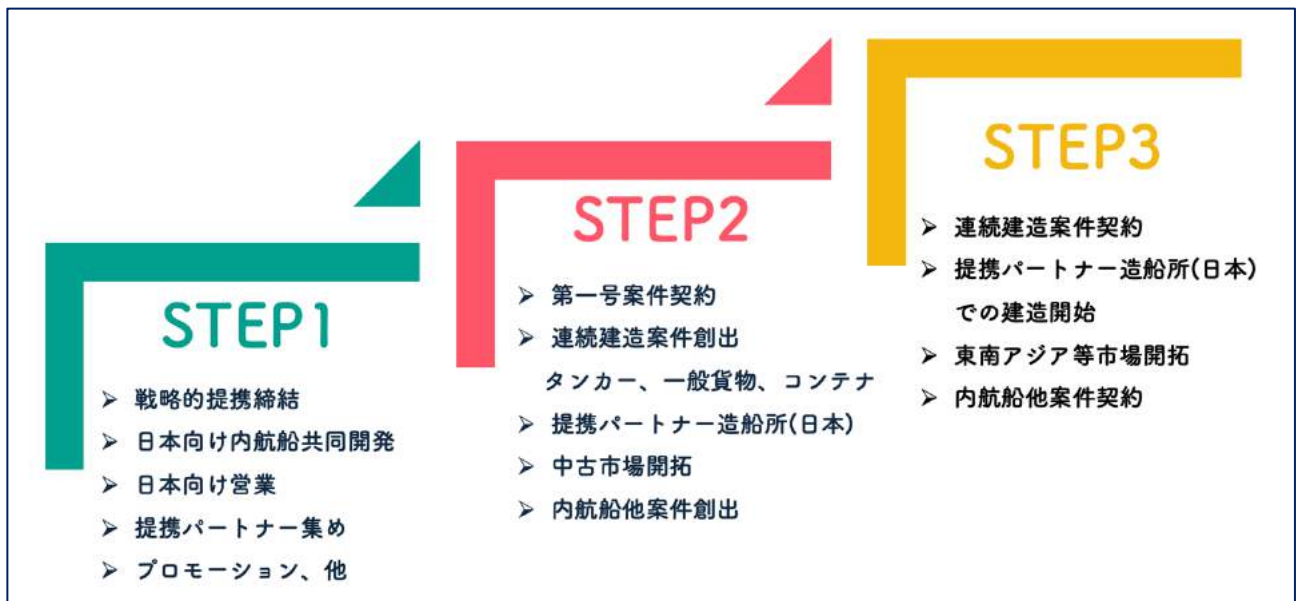 STEP1
➢ 戦略的提携締結
➢ 日本向け内航船共同開発
➢ 日本向け営業
➢ 提携パートナー集め
➢ プロモーション、他
STEP2
➢ 第一号案件契約
➢ 連続建造案件創出
タンカー、一般貨物、コンテナ
➢ 提携パートナー造船所(日本)
➢ 中古市場開拓
➢ 内航船他案件創出
STEP3
➢ 連続建造案件契約
➢ 提携パートナー造船所(日本)
での建造開始
➢ 東南アジア等市場開拓
➢ 内航船他案件契約